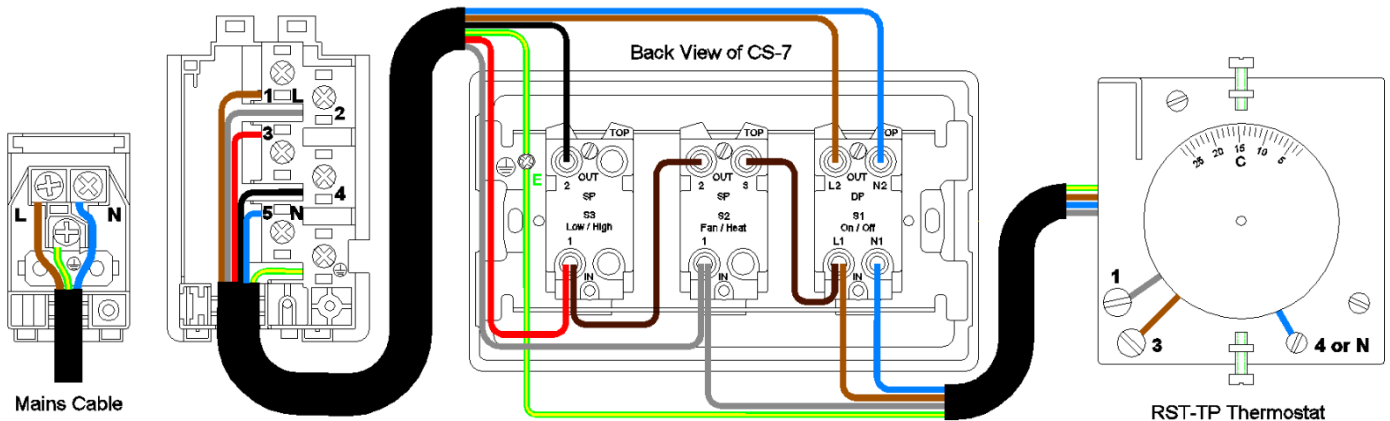 Back View of CS-7
L N
Mains Cable
1 L
2
3
4
5 N
E
TOP TOP TOP
2 OUT 2 OUT S L2 OUT N2
SP SP DP
S3 S2 S1
Low / High Fan / Heat On / Off
1 1 L1 N1
IN IN IN
25 20 15 10 5
C
1
3
4 or N
RST-TP Thermostat